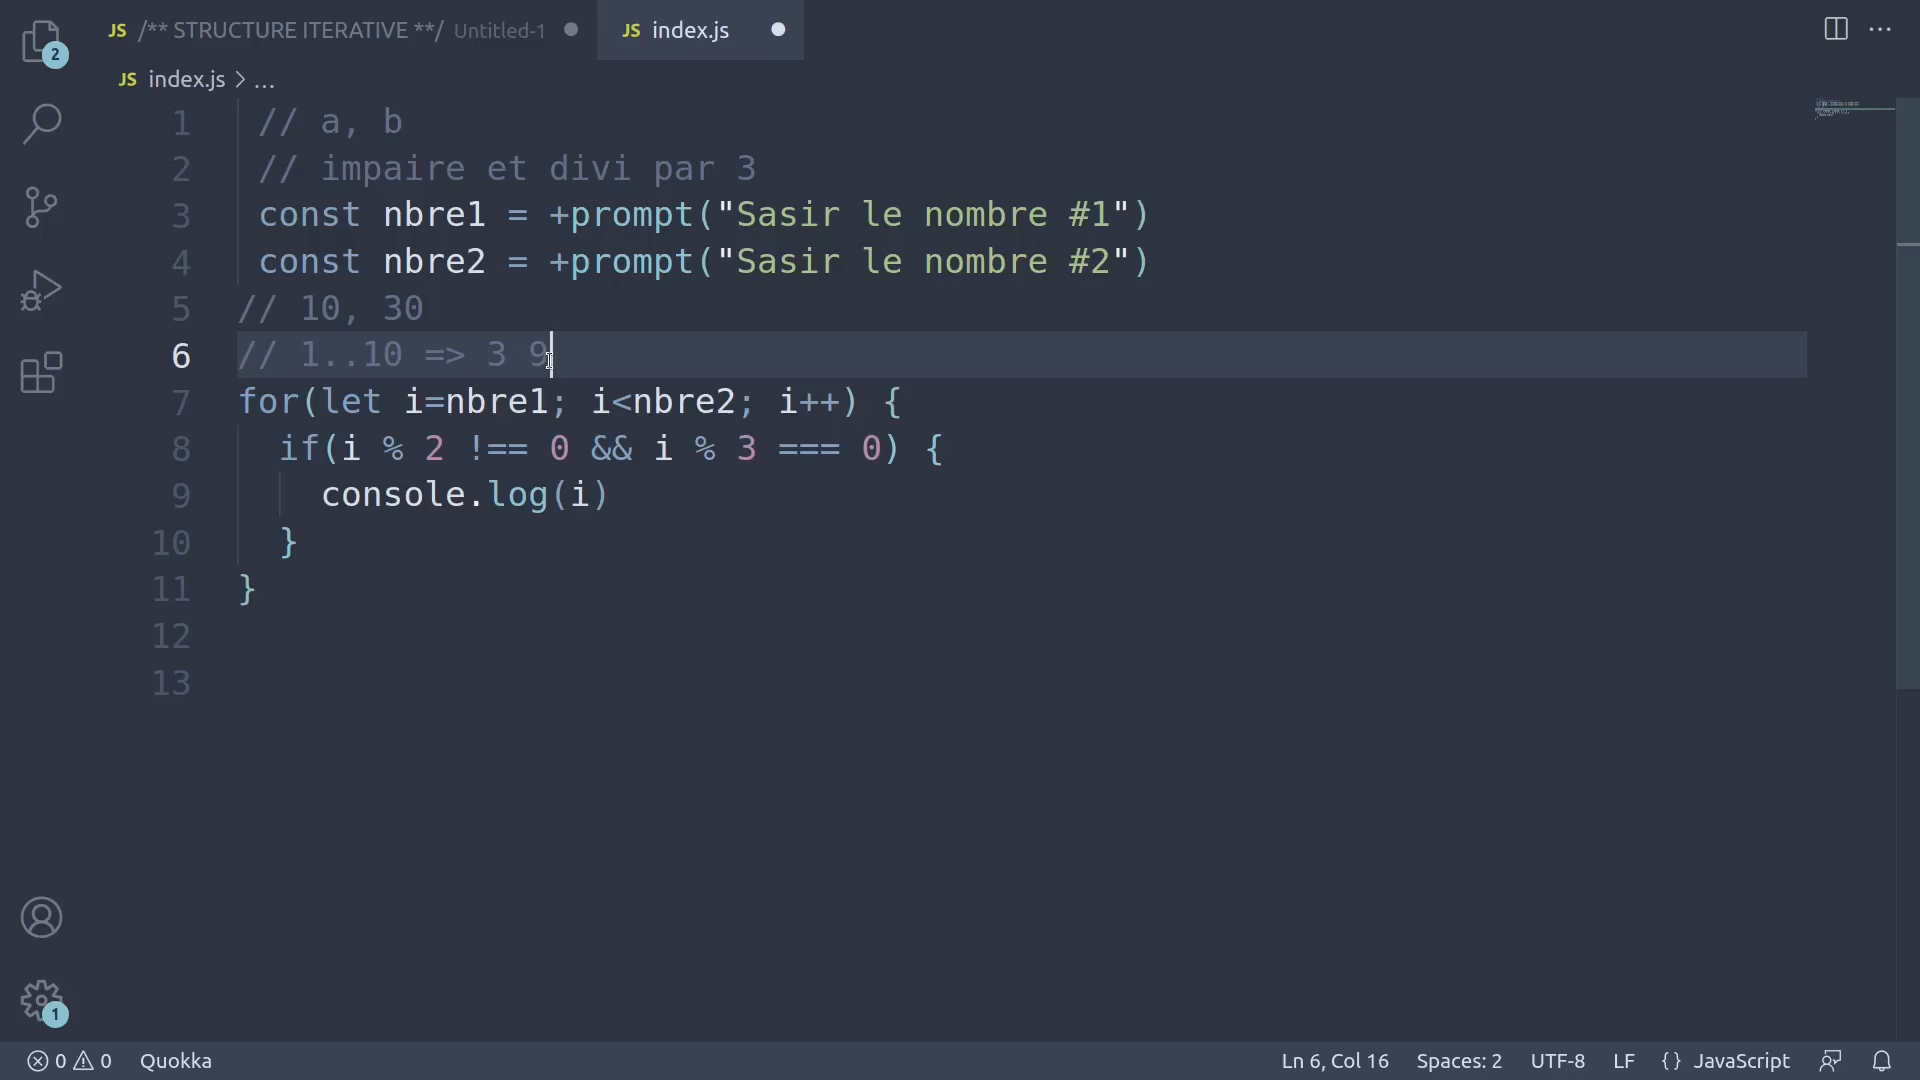 JS /** STRUCTURE ITERATIVE **/ Untitled-1
JS index.js
2
JS index.js > ...
1 // a, b
2 // impaire et divi par 3
3 const nbre1 = +prompt("Sasir le nombre #1")
4 const nbre2 = +prompt("Sasir le nombre #2")
5 // 10, 30
6 // 1..10 => 3 9
7 for(let i=nbre1; i<nbre2; i++) {
8 if(i % 2 !== 0 && i % 3 === 0) {
9 console.log(i)
10 }
11 }
12
13
1
0 0 Quokka Ln 6, Col 16 Spaces: 2 UTF-8 LF {} JavaScript